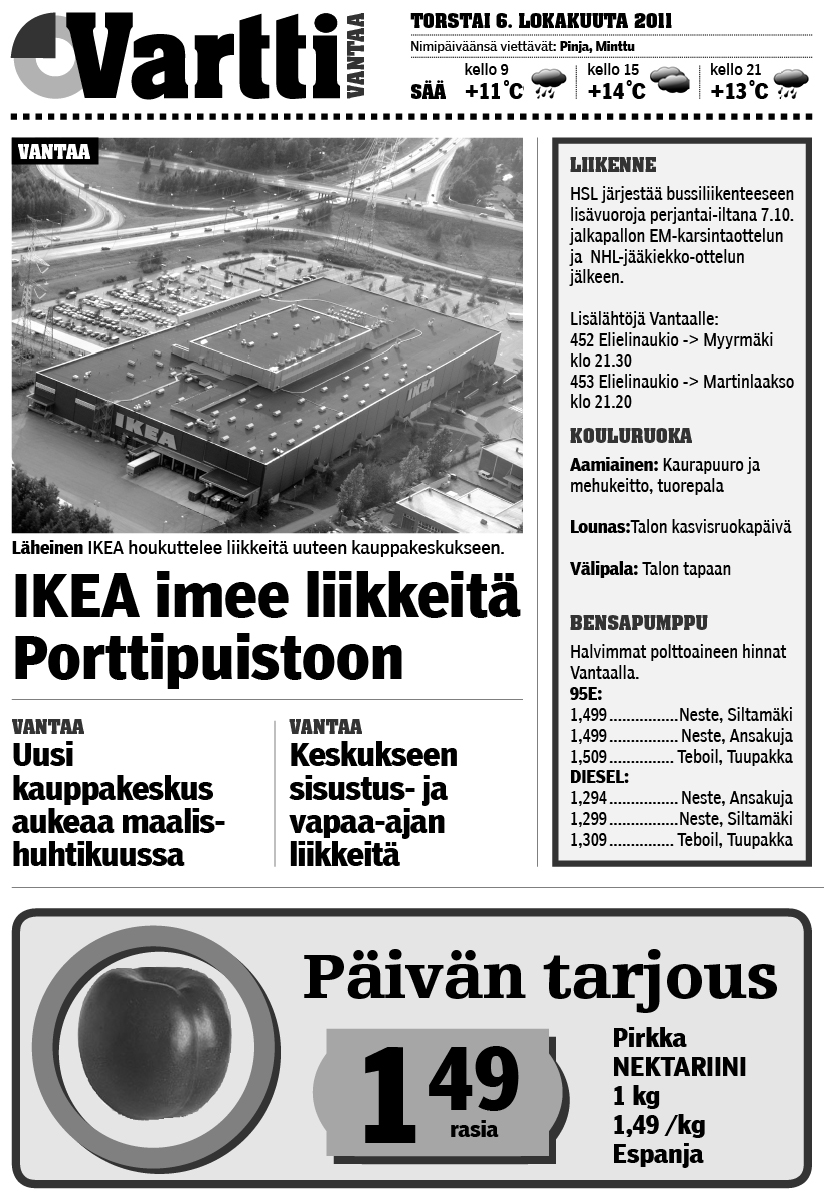 Vartti
VANTAA
TORSTAI 6. LOKAKUUTA 2011
Nimipäiväänsä viettävät: Pinja, Minttu
SÄÄ
kello 9
+11°C
kello 15
+14°C
kello 21
+13°C
VANTAA
IKEA
IKEA
Läheinen IKEA houkuttelee liikkeitä uuteen kauppakeskukseen.
IKEA imee liikkeitä
Porttipuistoon
VANTAA
Uusi
kauppakeskus
aukeaa maalis-
huhtikuussa
VANTAA
Keskukseen
sisustus- ja
vapaa-ajan
liikkeitä
LIIKENNE
HSL järjestää bussiliikenteeseen
lisävuoroja perjantai-iltana 7.10.
jalkapallon EM-karsintaottelun
ja NHL-jääkiekko-ottelun
jälkeen.
Lisälähtöjä Vantaalle:
452 Elielinaukio -> Myyrmäki
klo 21.30
453 Elielinaukio -> Martinlaakso
klo 21.20
KOULURUOKA
Aamiainen: Kaurapuuro ja
mehukeitto, tuorepala
Lounas:Talon kasvisruokapäivä
Välipala: Talon tapaan
BENSAPUMPPU
Halvimmat polttoaineen hinnat
Vantaalla.
95E:
1,499................Neste, Siltamäki
1,499................ Neste, Ansakuja
1,509............... Teboil, Tuupakka
DIESEL:
1,294................ Neste, Ansakuja
1,299................Neste, Siltamäki
1,309............... Teboil, Tuupakka
Päivän tarjous
1 49
rasia
Pirkka
NEKTARIINI
1 kg
1,49 /kg
Espanja